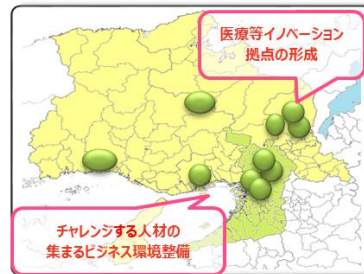 医療等イノベーション
拠点の形成
チャレンジする人材の
集まるビジネス環境整備